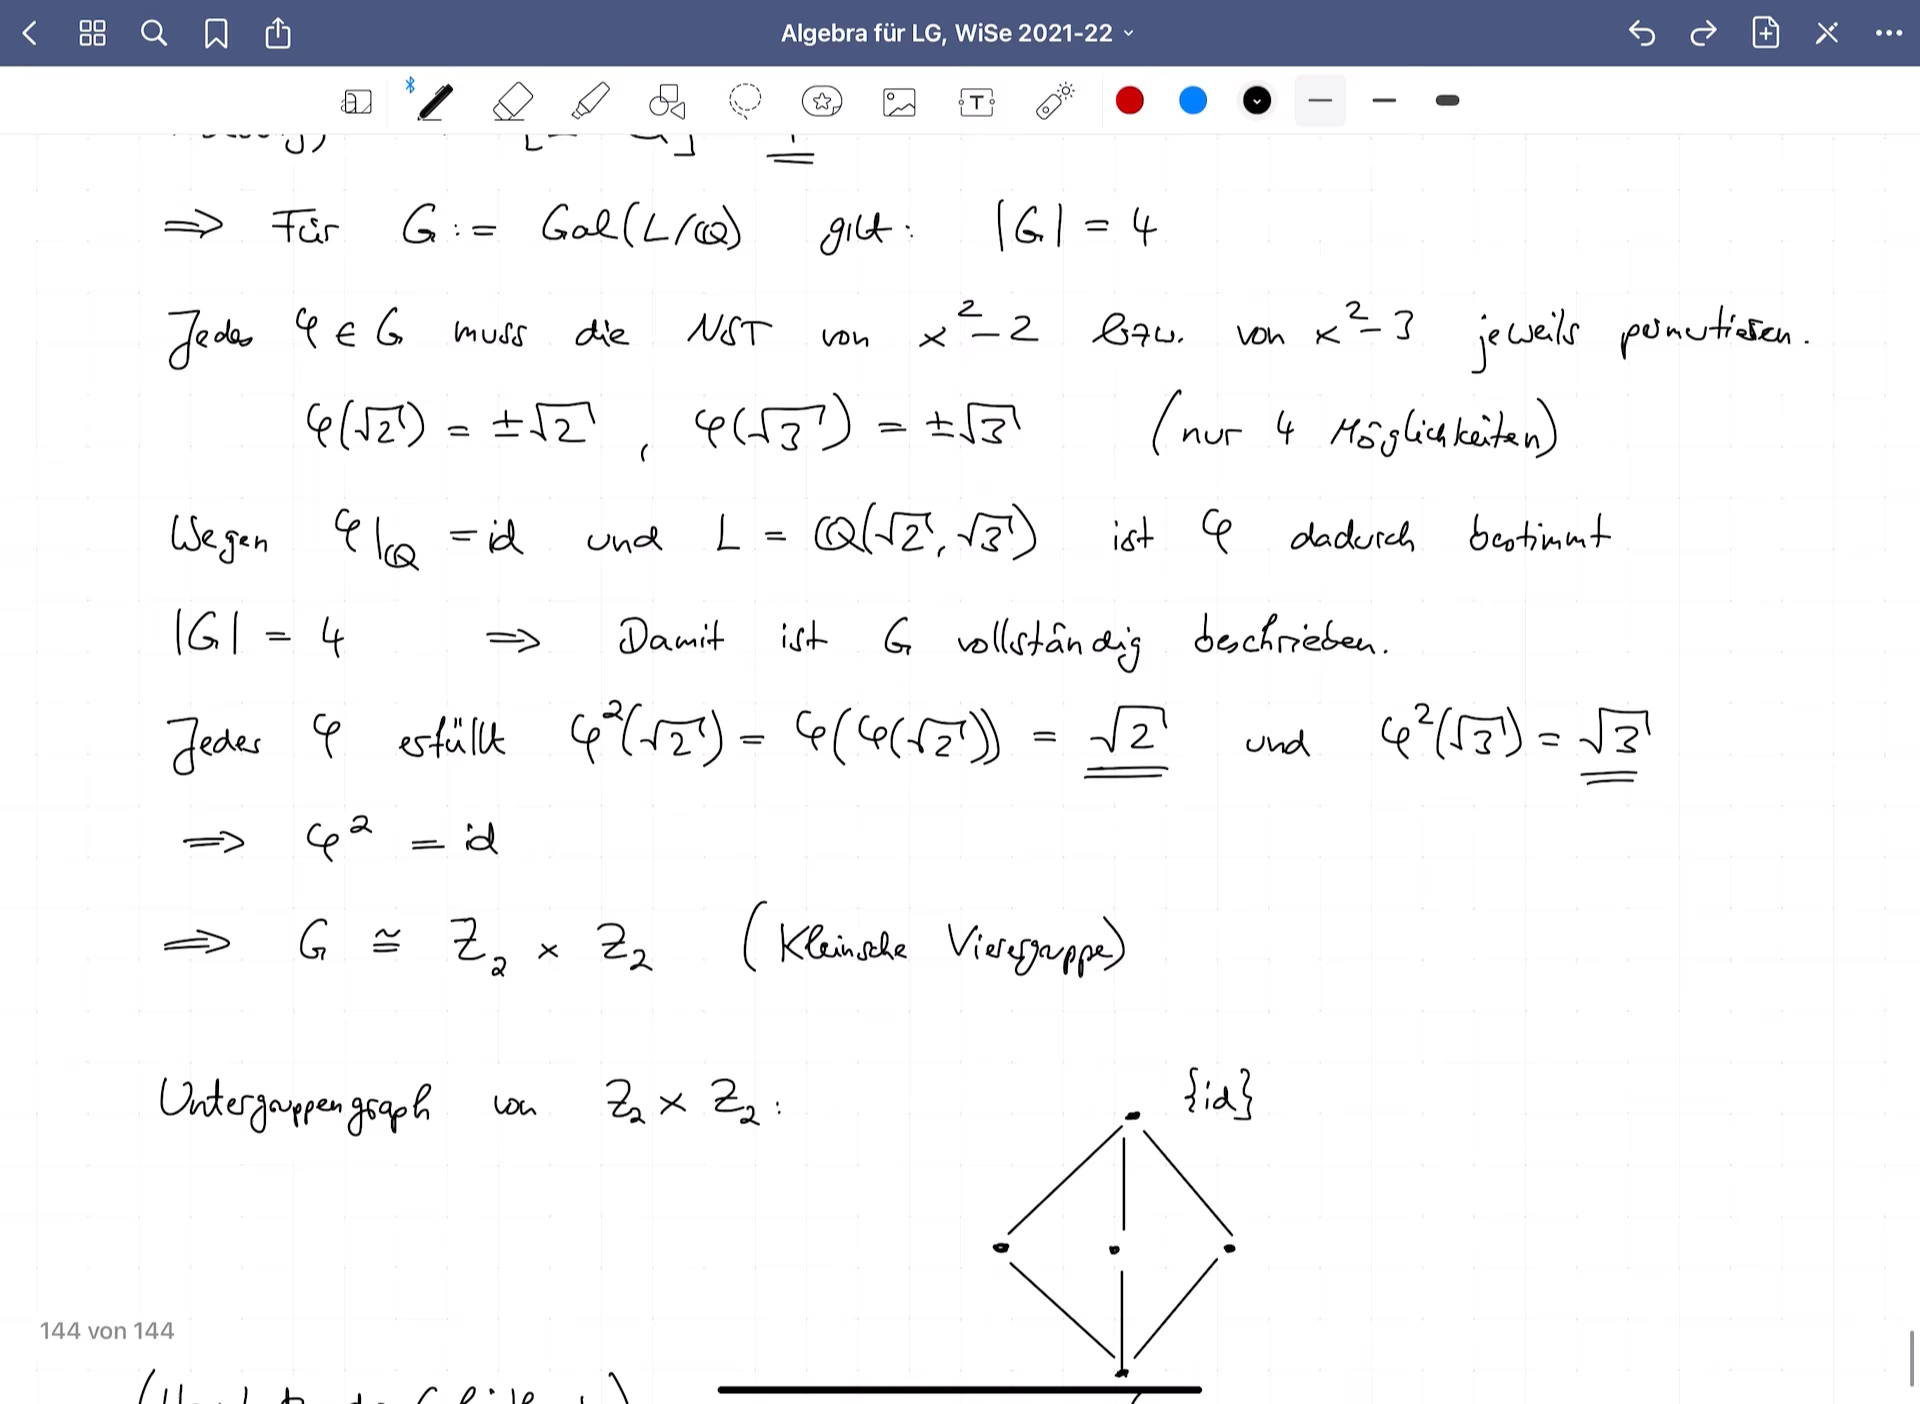 Algebra für LG, WiSe 2021-22
⇒ Für G := Gal(L/ℚ) gilt: |G| = 4
Jedes φ ∈ G muss die NST von x²-2 bzw. von x²-3 jeweils permutieren.
φ(√2) = ±√2, φ(√3) = ±√3 (nur 4 Möglichkeiten)
Wegen φ|ℚ = id und L = ℚ(√2, √3) ist φ dadurch bestimmt
|G| = 4 ⇒ Damit ist G vollständig beschrieben.
Jedes φ erfüllt φ²(√2) = φ(φ(√2)) = √2 und φ²(√3) = √3
⇒ φ² = id
⇒ G ≅ Z₂ × Z₂ (Kleinsche Vierergruppe)
Untergruppengraph von Z₂ × Z₂: {id}
144 von 144